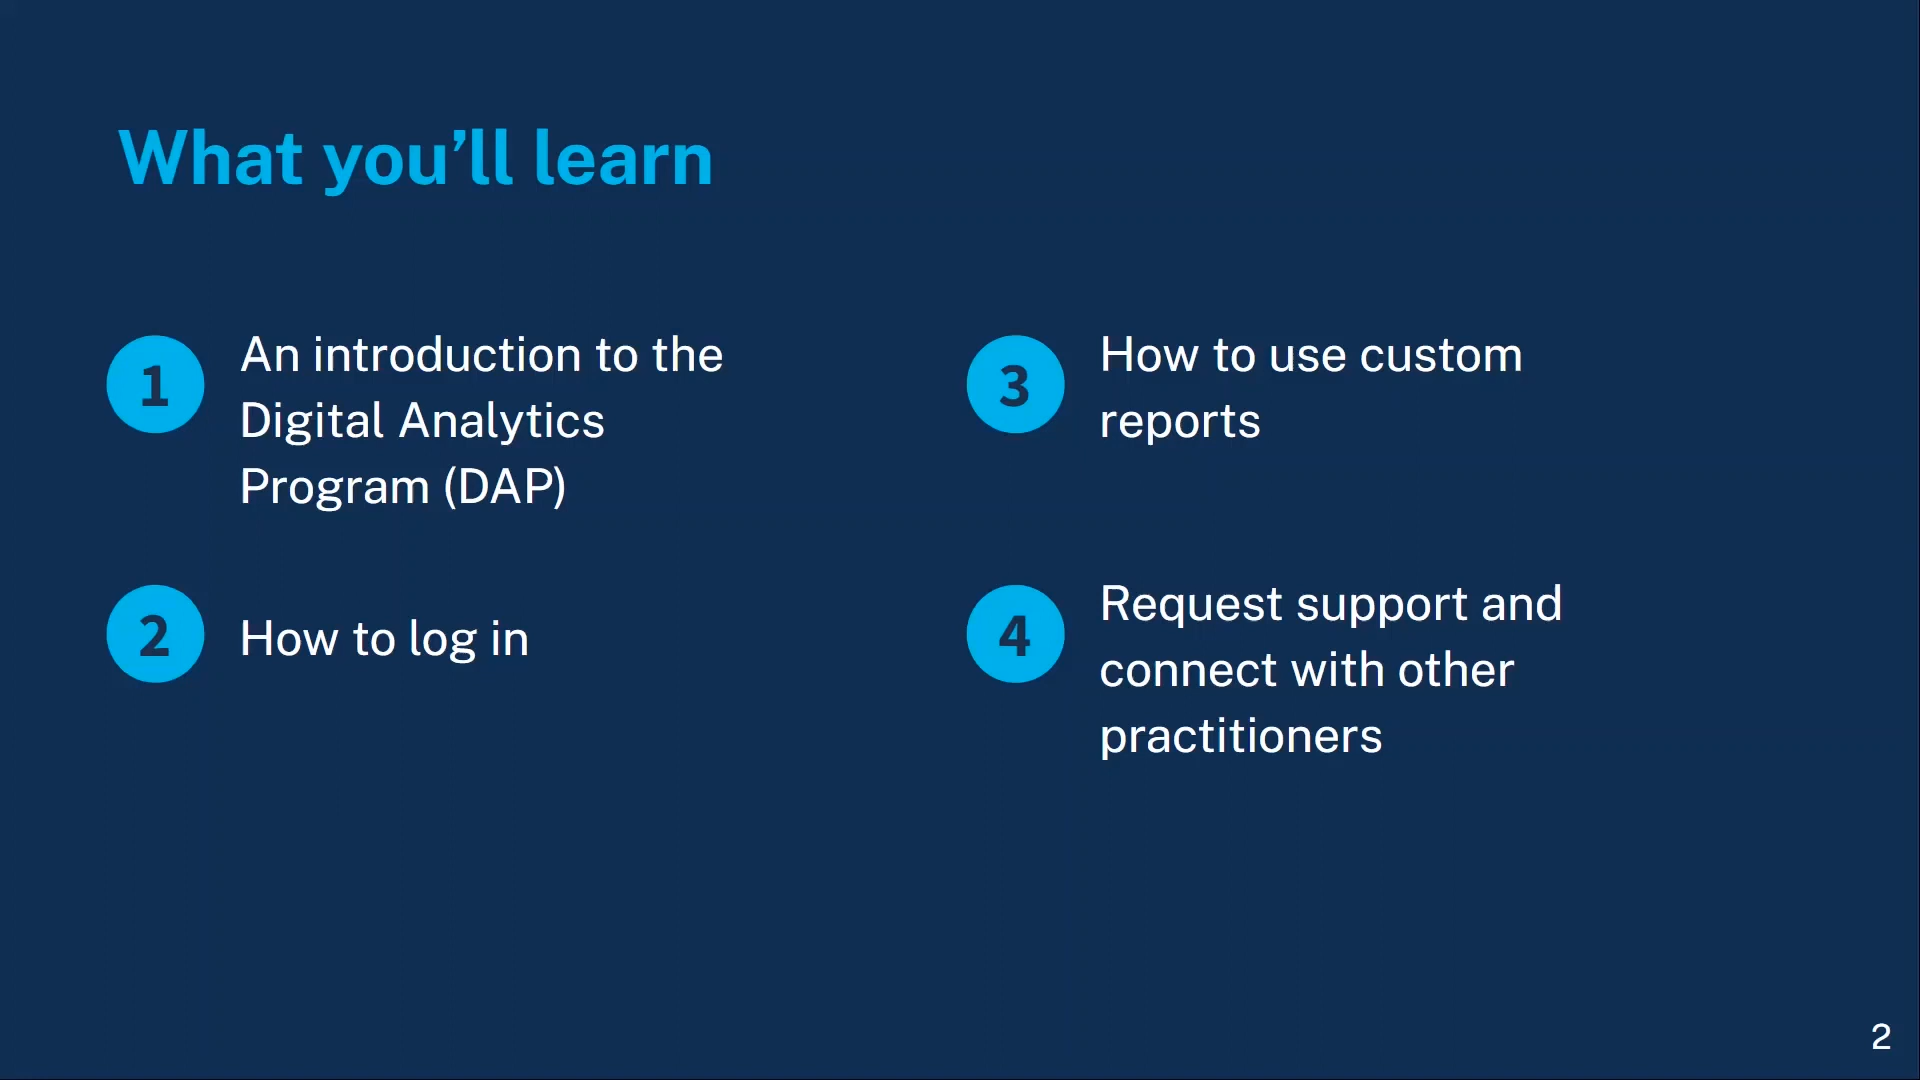 What you’ll learn
1
An introduction to the
Digital Analytics
Program (DAP)
2
How to log in
3
How to use custom
reports
4
Request support and
connect with other
practitioners
2